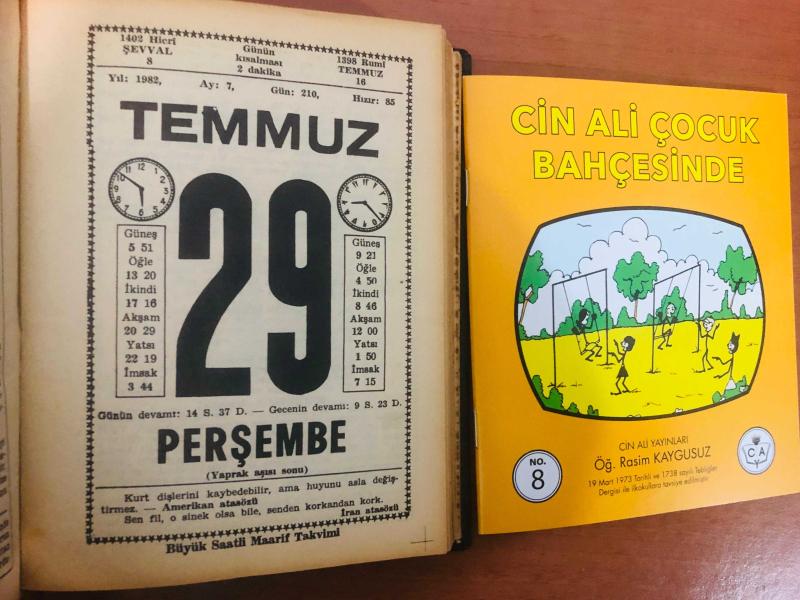 1402 Hicrî
ŞEVVAL
8
Günün
kısalması
2 dakika
1398 Rumî
TEMMUZ
16
Yıl: 1982, Ay: 7, Gün: 210, Hızır: 85
TEMMUZ
29
Güneş
5 51
Öğle
13 20
İkindi
17 16
Akşam
20 29
Yatsı
22 19
İmsak
3 44
Güneş
9 21
Öğle
4 50
İkindi
8 46
Akşam
12 00
Yatsı
1 50
İmsak
7 15
Günün devamı: 14 S. 37 D. — Gecenin devamı: 9 S. 23 D.
PERŞEMBE
(Yaprak aşısı sonu)
Kurt dişlerini kaybedebilir, ama huyunu asla değiş-
tirmez. — Amerikan atasözü
Sen fil, o sinek olsa bile, senden korkandan kork.
İran atasözü
Büyük Saatli Maarif Takvimi
CİN ALİ ÇOCUK
BAHÇESİNDE
CİN ALİ YAYINLARI
Öğ. Rasim KAYGUSUZ
19 Mart 1973 Tarihli ve 1738 sayılı Tebliğler
Dergisi ile ilkokullara tavsiye edilmiştir.
NO.
8
C A
Y